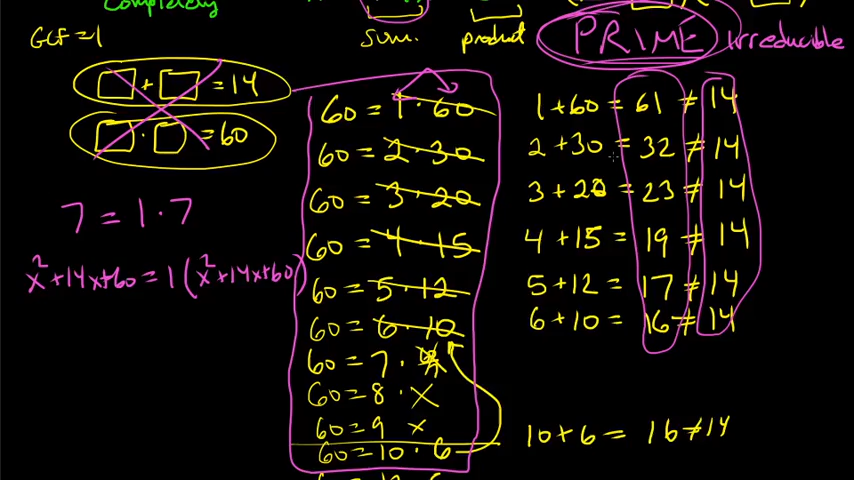 Completely
GCF = 1
sum. product PRIME Irreducible
□ + □ = 14
□ · □ = 60
7 = 1 · 7
x² + 14x + 60 = 1 (x² + 14x + 60)
60 = 1 · 60
60 = 2 · 30
60 = 3 · 20
60 = 4 · 15
60 = 5 · 12
60 = 6 · 10
60 = 7 ·
60 = 8 · X
60 = 9 x
60 = 10 · 6
1 + 60 = 61 ≠ 14
2 + 30 = 32 ≠ 14
3 + 20 = 23 ≠ 14
4 + 15 = 19 ≠ 14
5 + 12 = 17 ≠ 14
6 + 10 = 16 ≠ 14
10 + 6 = 16 ≠ 14